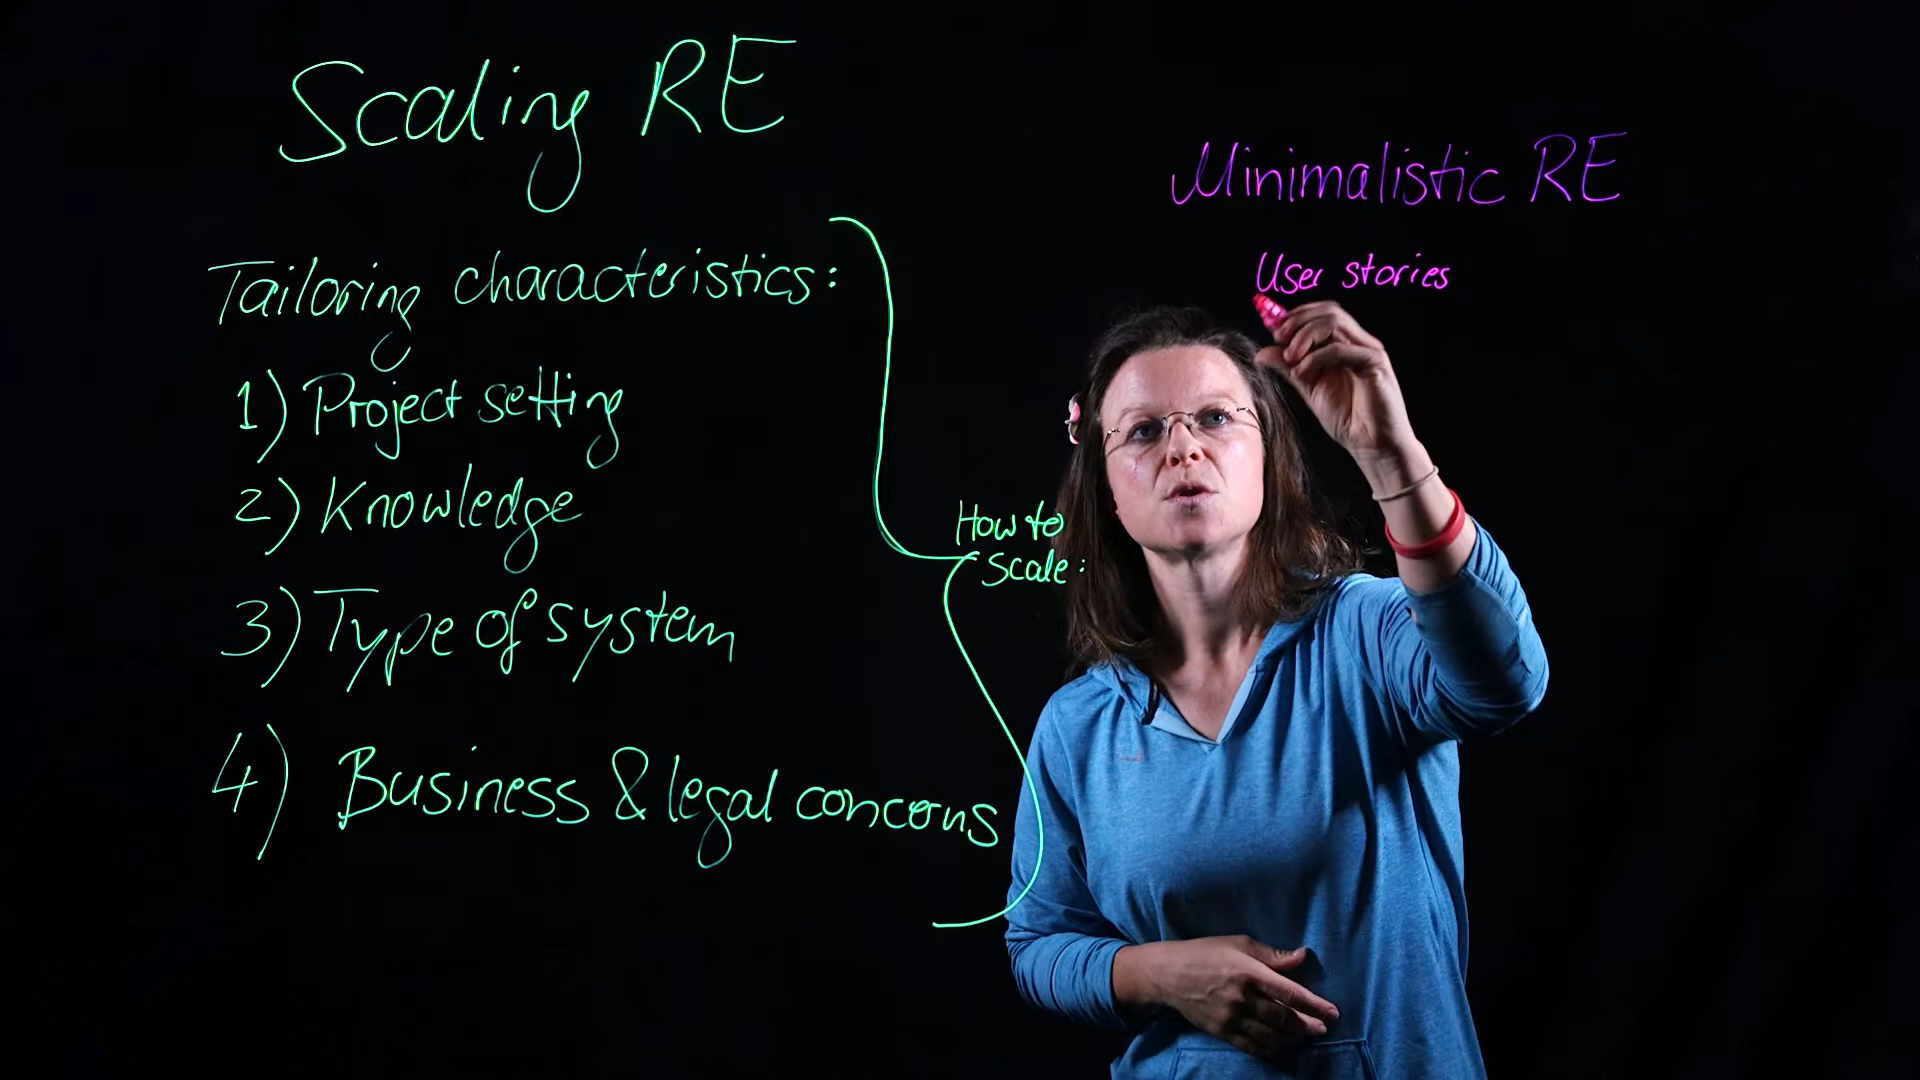 Scaling RE
Tailoring characteristics:
1) Project setting
2) Knowledge
3) Type of system
4) Business & legal concerns
How to
scale:
Minimalistic RE
User stories